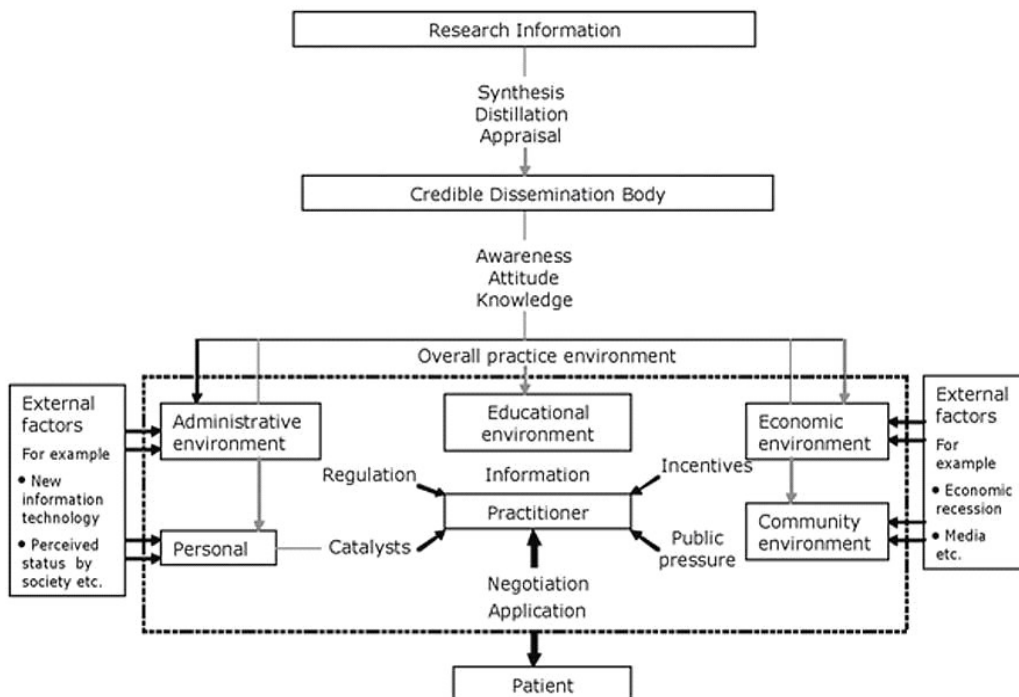 Research Information
Synthesis
Distillation
Appraisal
Credible Dissemination Body
Awareness
Attitude
Knowledge
Overall practice environment
External
factors
For example
• New
information
technology
• Perceived
status by
society etc.
Administrative
environment
Educational
environment
Economic
environment
External
factors
For
example
• Economic
recession
• Media
etc.
Regulation
Information
Incentives
Practitioner
Personal
Catalysts
Public
pressure
Community
environment
Negotiation
Application
Patient